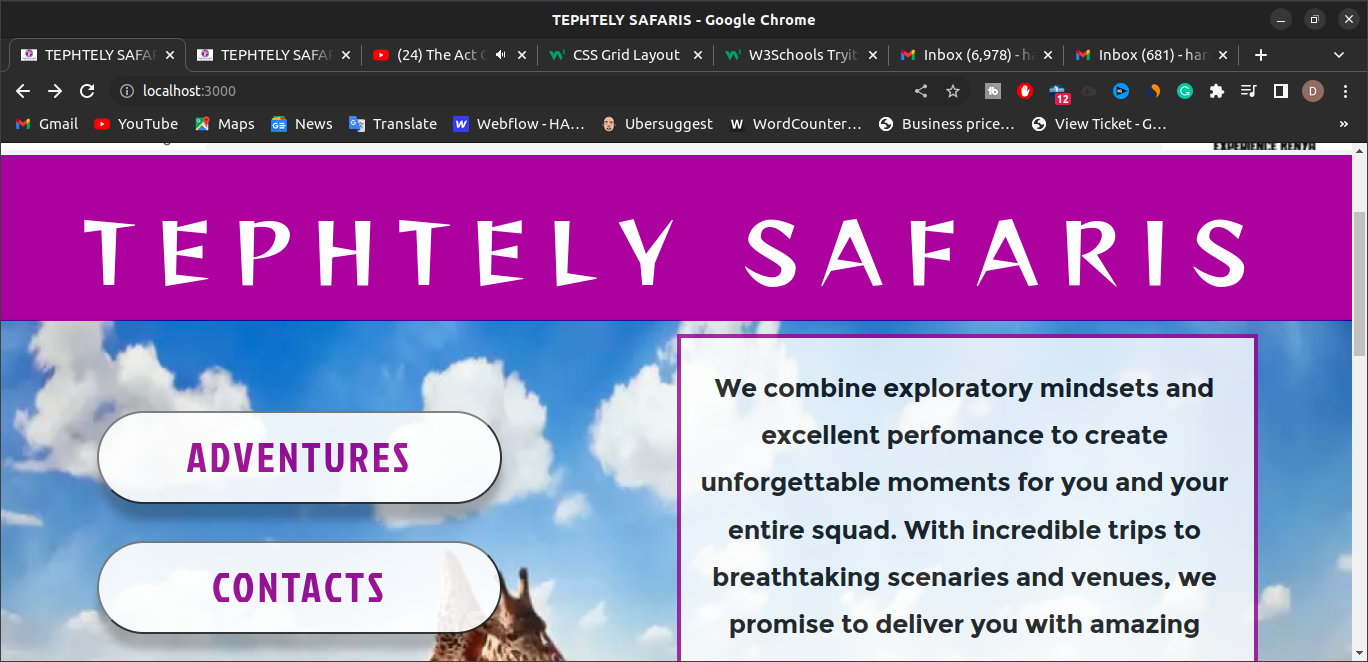 TEPHTELY SAFARIS - Google Chrome
TEPHTELY SAFA
TEPHTELY SAFA
(24) The Act
CSS Grid Layout
W3Schools Tryit
Inbox (6,978) - ha
Inbox (681) - har
localhost:3000
12
D
Gmail
YouTube
Maps
News
Translate
Webflow - HA...
Ubersuggest
WordCounter...
Business price...
View Ticket - G...
EXPERIENCE KENYA
TEPHTELY SAFARIS
ADVENTURES
CONTACTS
We combine exploratory mindsets and
excellent perfomance to create
unforgettable moments for you and your
entire squad. With incredible trips to
breathtaking scenaries and venues, we
promise to deliver you with amazing